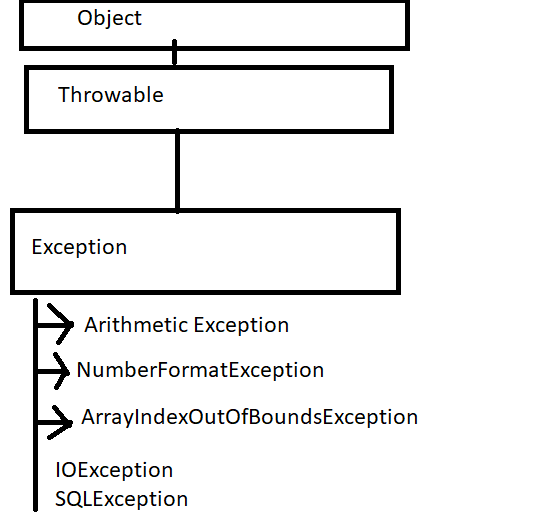 Object
Throwable
Exception
Arithmetic Exception
NumberFormatException
ArrayIndexOutOfBoundsException
IOException
SQLException